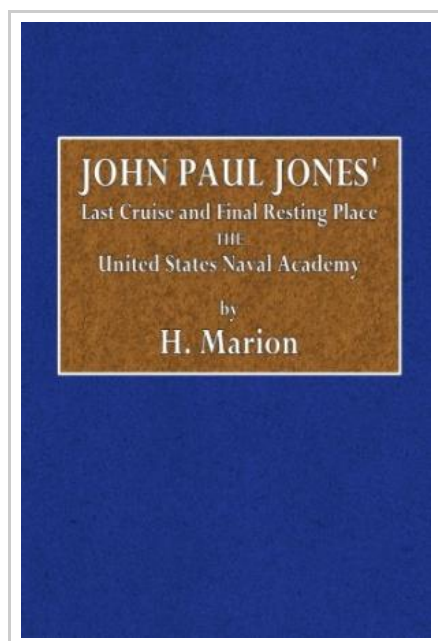 JOHN PAUL JONES'
Last Cruise and Final Resting Place
THE
United States Naval Academy
by
H. Marion